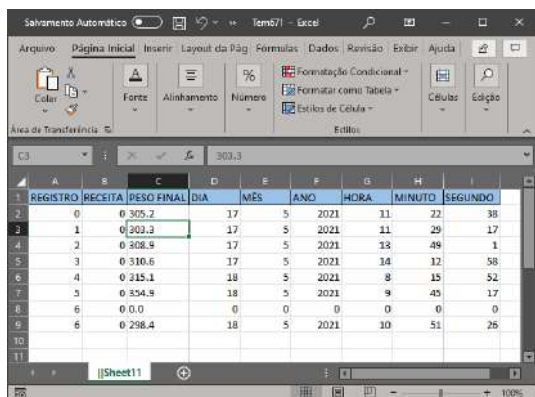 Salvamento Automático Tem671 - Excel
Arquivo Página Inicial Inserir Layout da Pág Fórmulas Dados Revisão Exibir Ajuda
Colar Fonte Alinhamento Número Formatação Condicional Formatar como Tabela Estilos de Célula Células Edição
Área de Transferência Estilos
C3 fx 303.3
A B C D E F G H I
1 REGISTRO RECEITA PESO FINAL DIA MÊS ANO HORA MINUTO SEGUNDO
2 0 0 305.2 17 5 2021 11 22 38
3 1 0 303.3 17 5 2021 11 29 17
4 2 0 308.9 17 5 2021 13 49 1
5 3 0 310.6 17 5 2021 14 12 58
6 4 0 315.1 18 5 2021 8 15 52
7 5 0 354.9 18 5 2021 9 45 17
8 6 0 0.0 0 0 0 0 0 0
9 6 0 298.4 18 5 2021 10 51 26
10
11
||Sheet11
100%